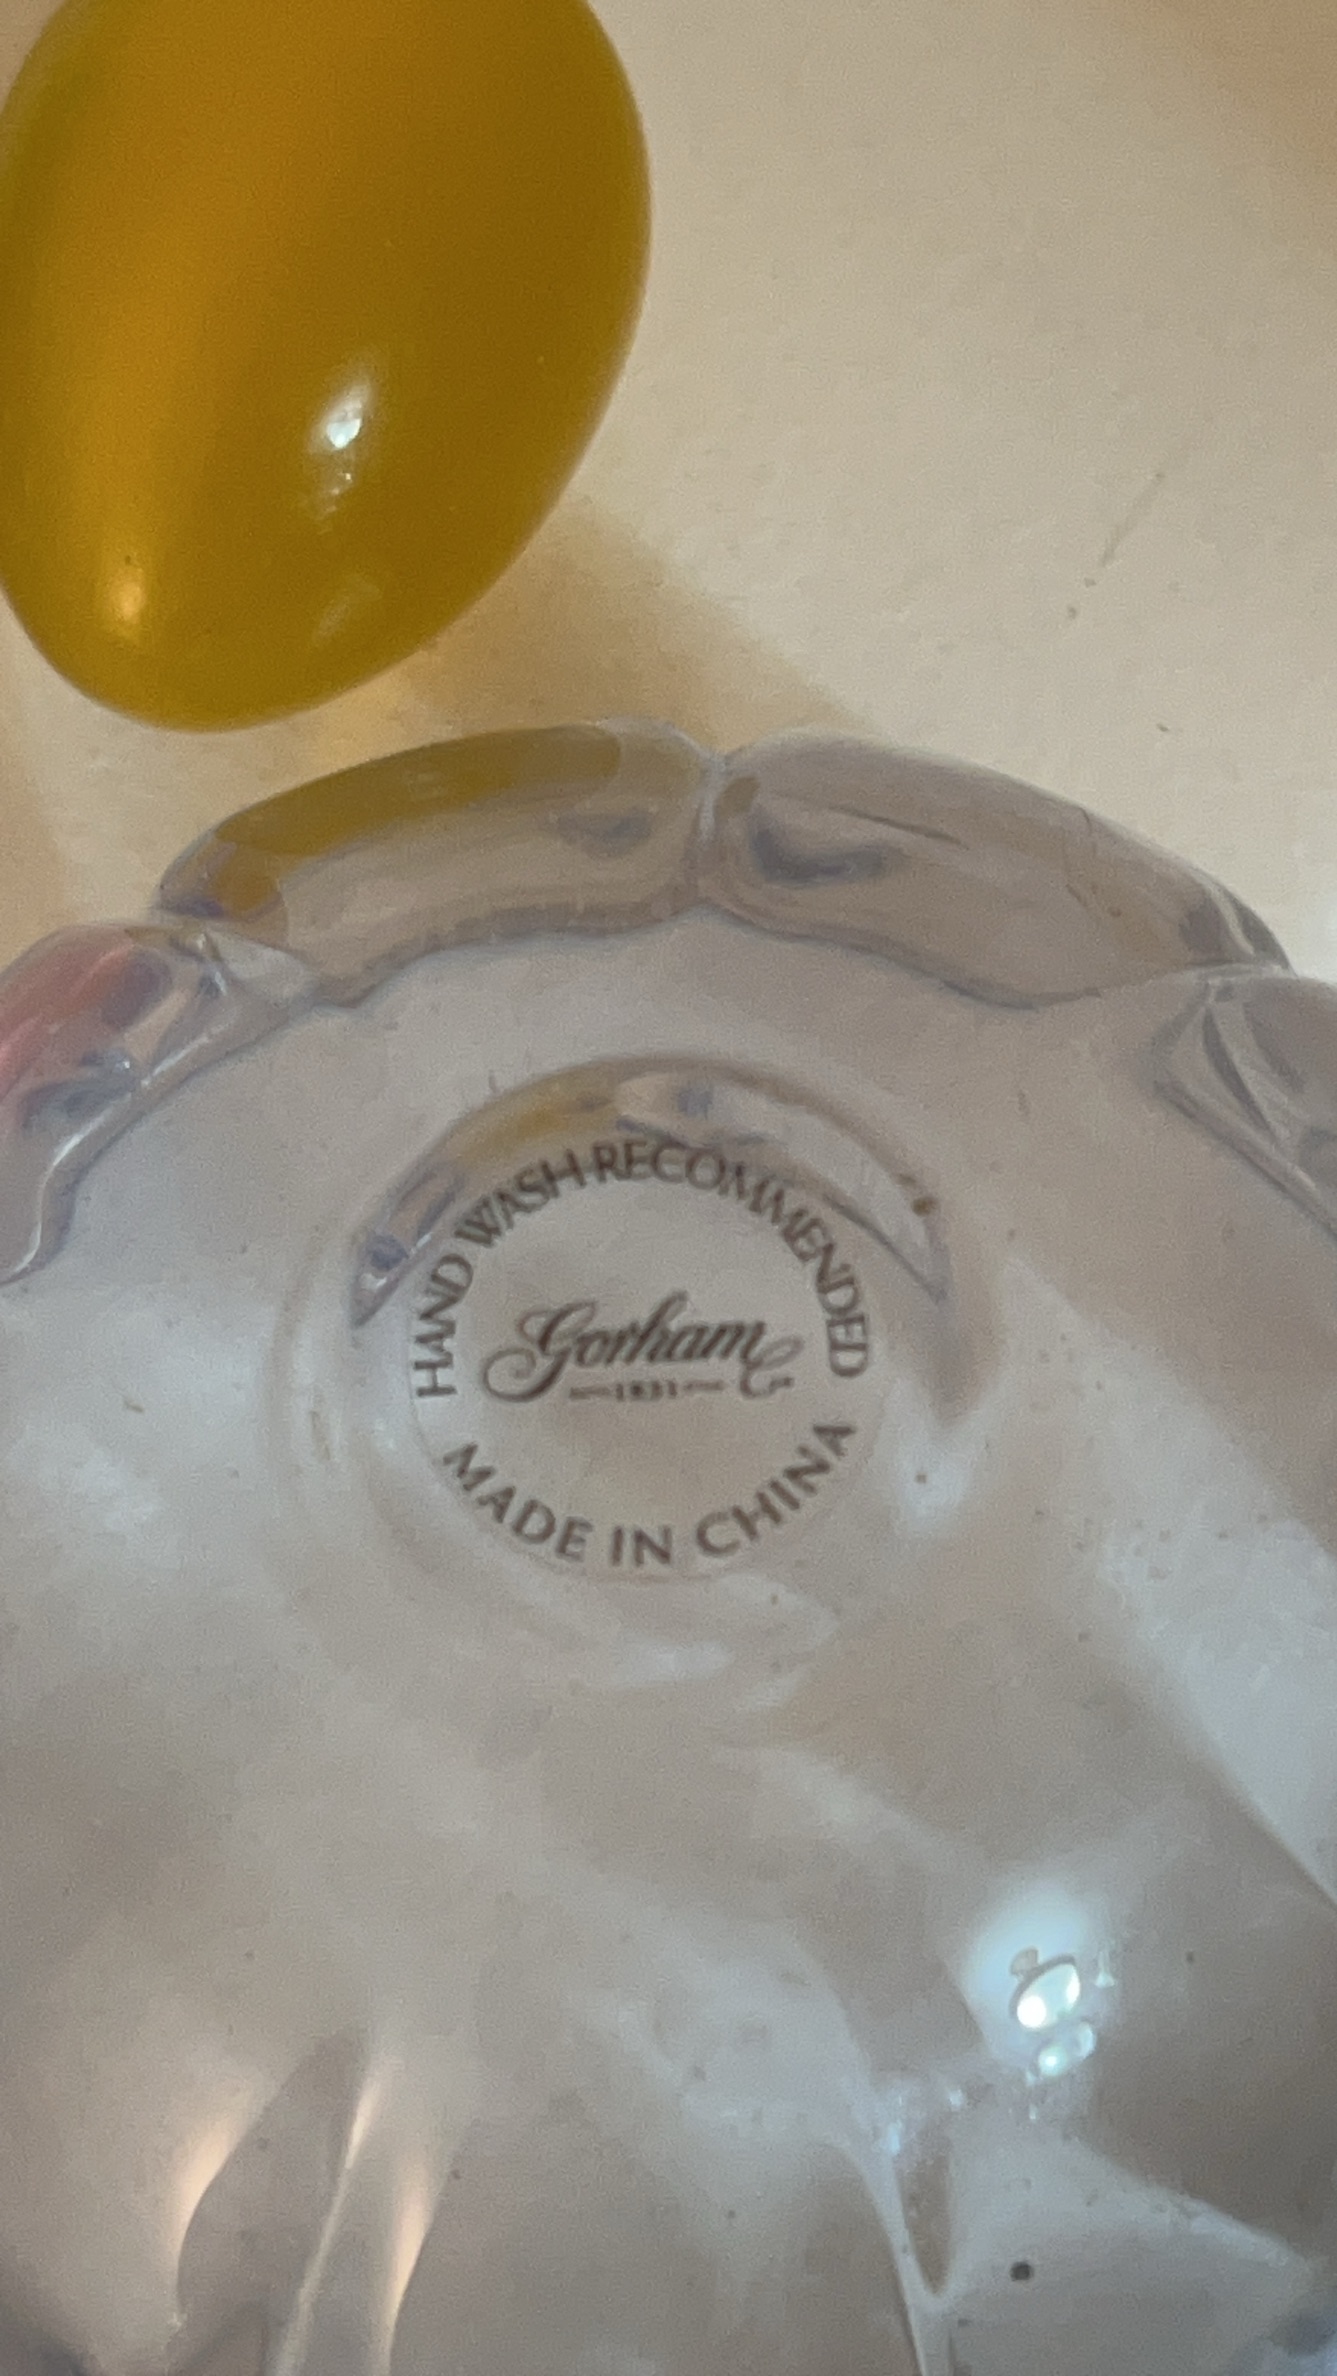 HAND WASH RECOMMENDED
Gorham
1831
MADE IN CHINA